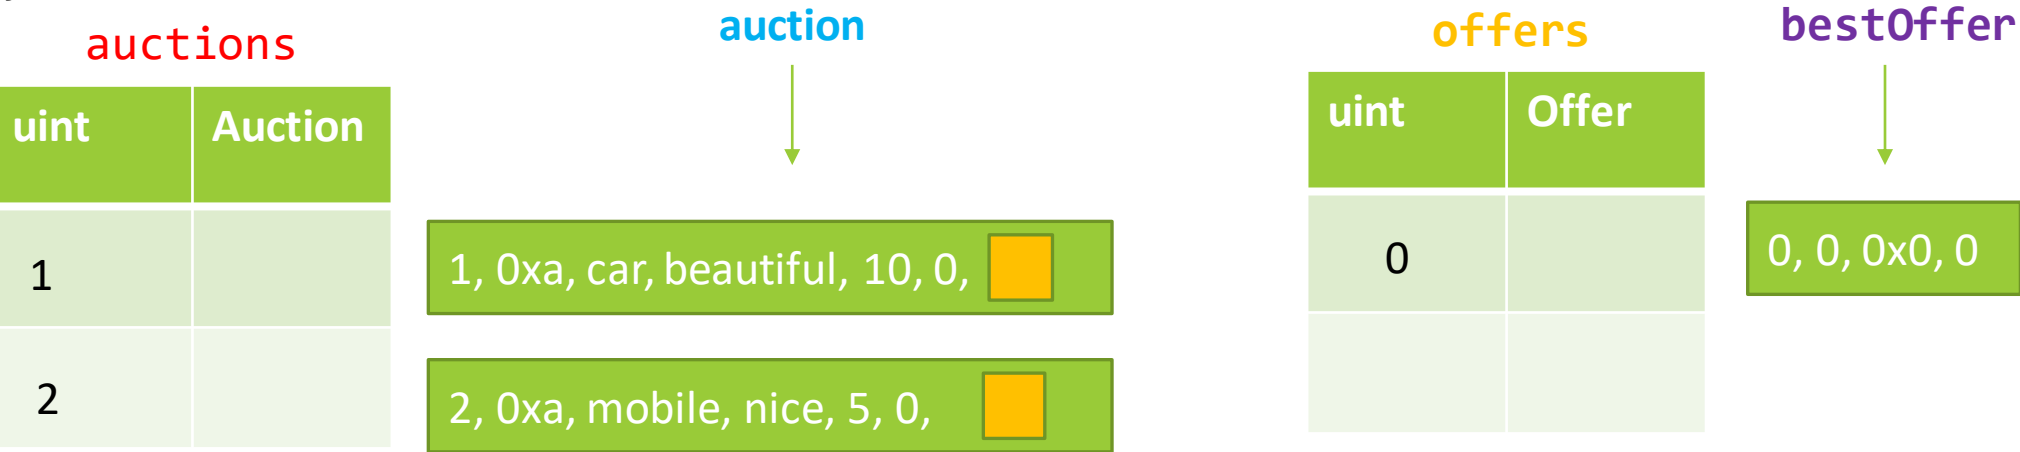 auctions
auction
offers
bestOffer
uint Auction
uint Offer
1
1, 0xa, car, beautiful, 10, 0,
0
0, 0, 0x0, 0
2
2, 0xa, mobile, nice, 5, 0,